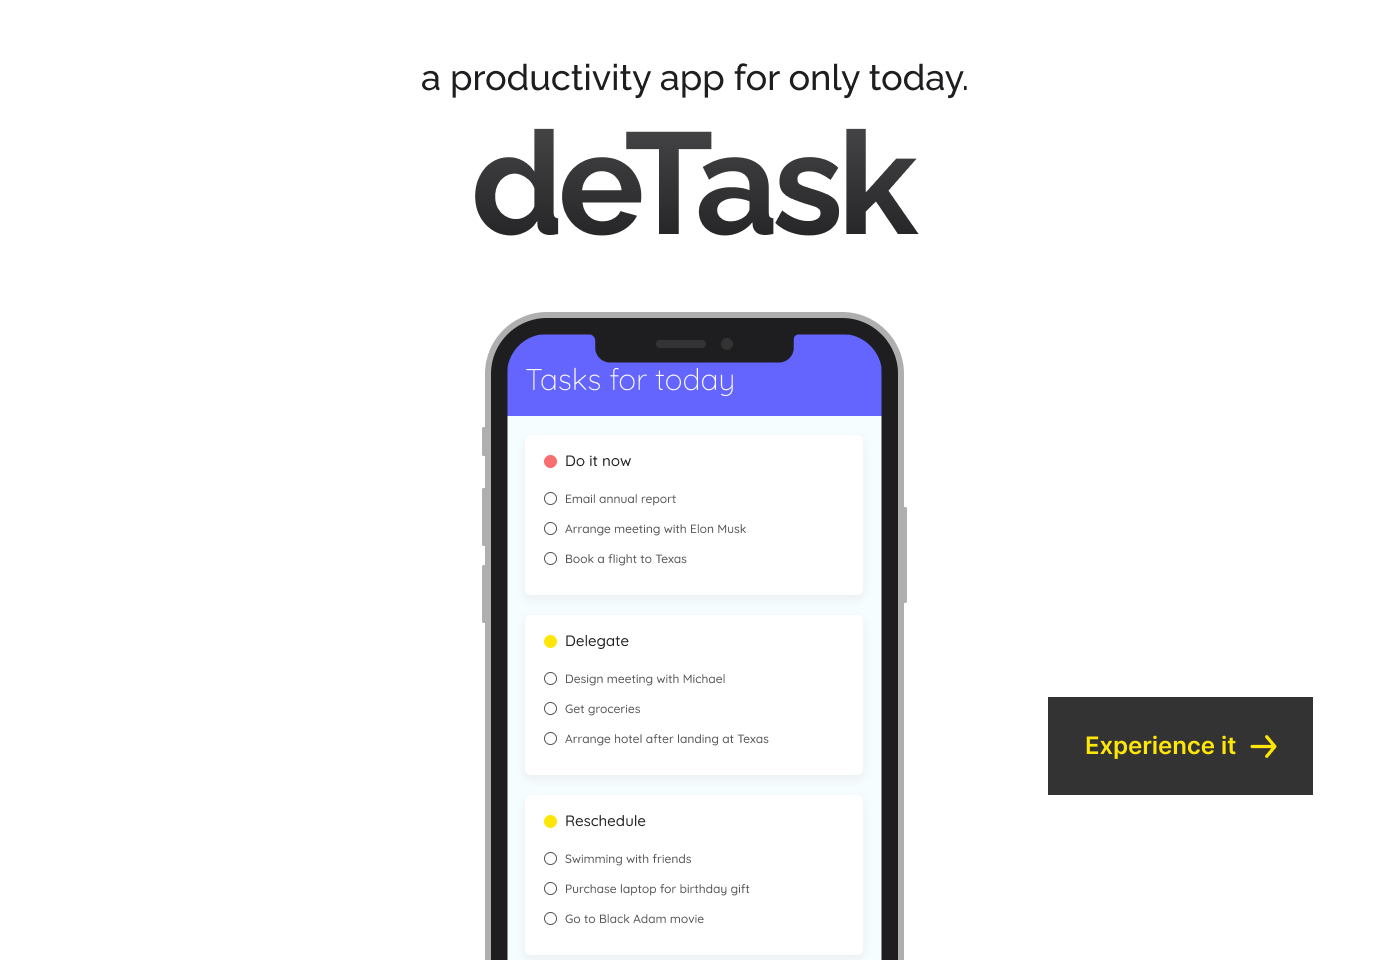 a productivity app for only today.
deTask
Tasks for today
Do it now
Email annual report
Arrange meeting with Elon Musk
Book a flight to Texas
Delegate
Design meeting with Michael
Get groceries
Arrange hotel after landing at Texas
Experience it
Reschedule
Swimming with friends
Purchase laptop for birthday gift
Go to Black Adam movie